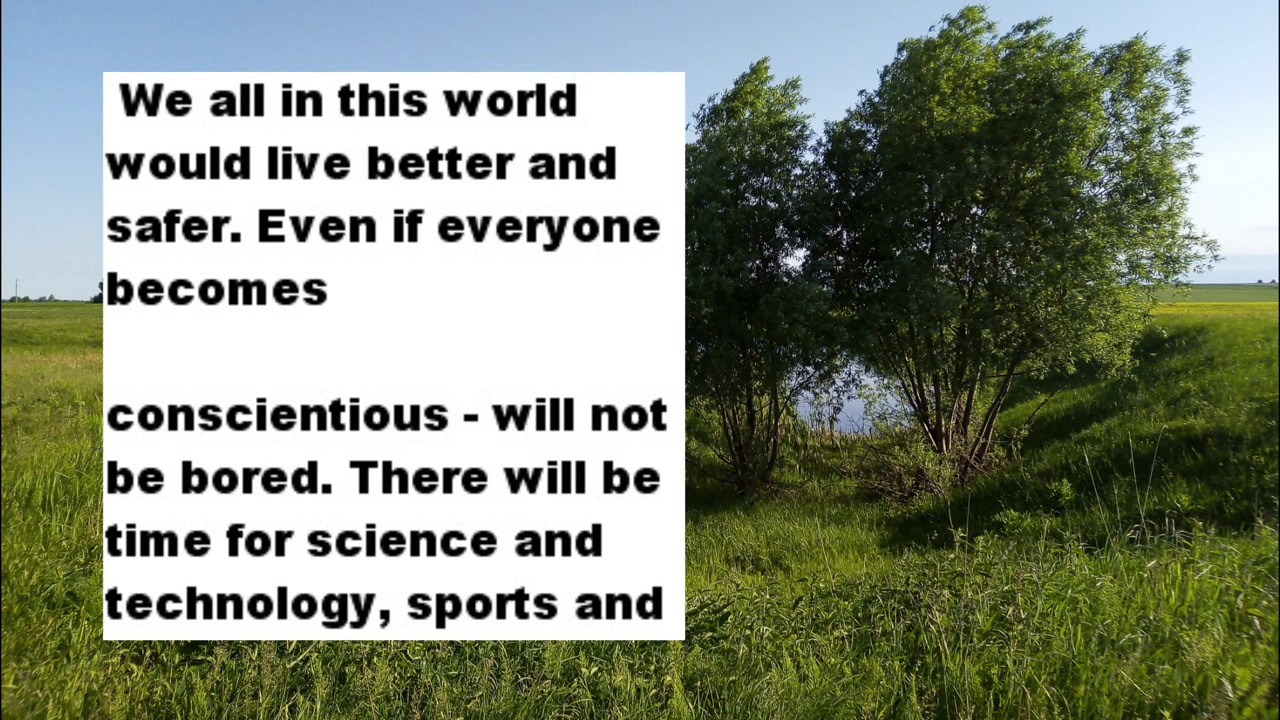 We all in this world
would live better and
safer. Even if everyone
becomes
conscientious - will not
be bored. There will be
time for science and
technology, sports and